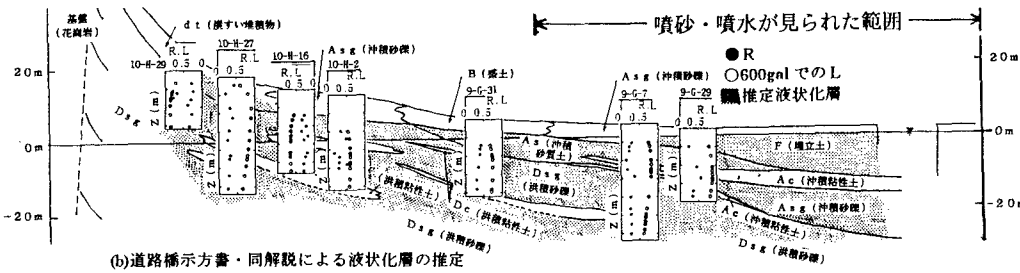 基盤
(花崗岩)
dt(崖すい堆積物)
10-H-27
R.L
0 0.5
10-H-29
R.L
0 0.5
10-H-16
R.L
0 0.5
10-H-2
R.L
0 0.5
Asg(沖積砂礫)
B(盛土)
9-G-31
R.L
0 0.5
Asg(沖積砂礫)
9-G-7
R.L
0 0.5
9-G-29
R.L
0 0.5
噴砂・噴水が見られた範囲
●R
○600galでのL
推定液状化層
20m
0m
-20m
20m
0m
-20m
Z(m)
Z(m)
Z(m)
Z(m)
Z(m)
Z(m)
Z(m)
Dsg
As(沖積砂質土)
Dsg
(洪積砂礫)
(洪積粘性土)
Dc(洪積粘性土)
Dsg(洪積砂礫)
F(埋立土)
Ac(沖積粘性土)
Asg(沖積砂礫)
Ac(沖積粘性土)
Dsg(洪積砂礫)
(b)道路橋示方書・同解説による液状化層の推定